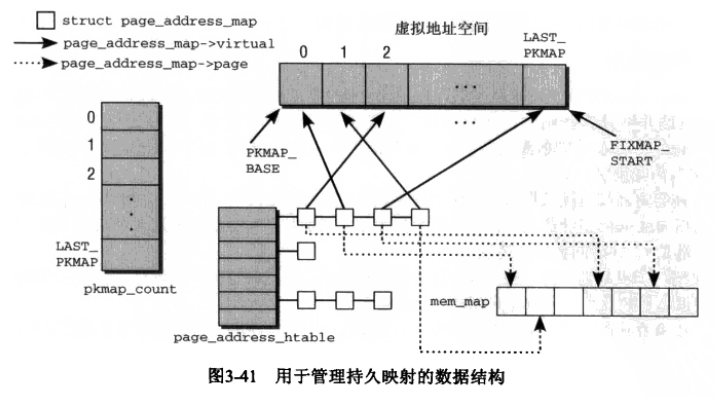 struct page_address_map
page_address_map->virtual
page_address_map->page
虚拟地址空间
0 1 2 LAST_
PKMAP
...
...
PKMAP_
BASE
FIXMAP_
START
0
1
2
LAST_
PKMAP
pkmap_count
page_address_htable
mem_map
图3-41 用于管理持久映射的数据结构